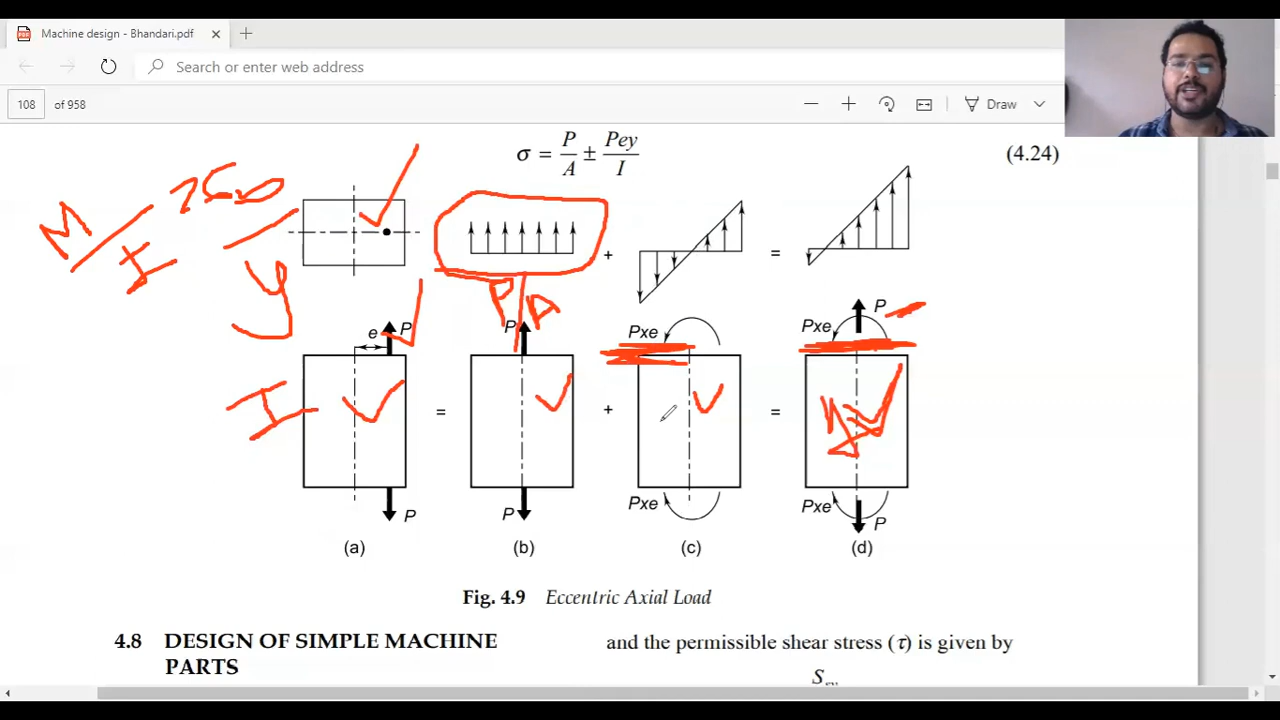 Machine design - Bhandari.pdf
Search or enter web address
108 of 958
Draw
σ = P/A ± Pey/I (4.24)
M/I
y
+ =
P/A
e P P Pxe Pxe P
I = + =
P P Pxe Pxe P
(a) (b) (c) (d)
Fig. 4.9 Eccentric Axial Load
4.8 DESIGN OF SIMPLE MACHINE
PARTS
and the permissible shear stress (τ) is given by